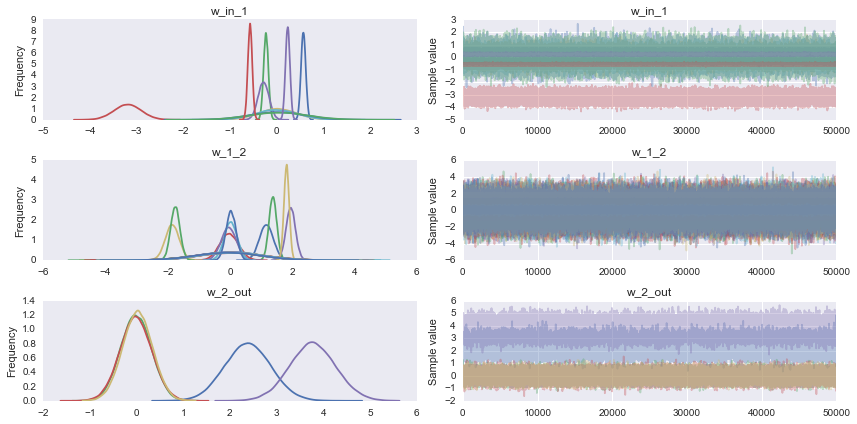 w_in_1
Frequency
9
8
7
6
5
4
3
2
1
0
−5 −4 −3 −2 −1 0 1 2 3
w_in_1
Sample value
3
2
1
0
−1
−2
−3
−4
−5
0 10000 20000 30000 40000 50000
w_1_2
Frequency
5
4
3
2
1
0
−6 −4 −2 0 2 4 6
w_1_2
Sample value
6
4
2
0
−2
−4
−6
0 10000 20000 30000 40000 50000
w_2_out
Frequency
1.4
1.2
1.0
0.8
0.6
0.4
0.2
0.0
−2 −1 0 1 2 3 4 5 6
w_2_out
Sample value
6
5
4
3
2
1
0
−1
−2
0 10000 20000 30000 40000 50000